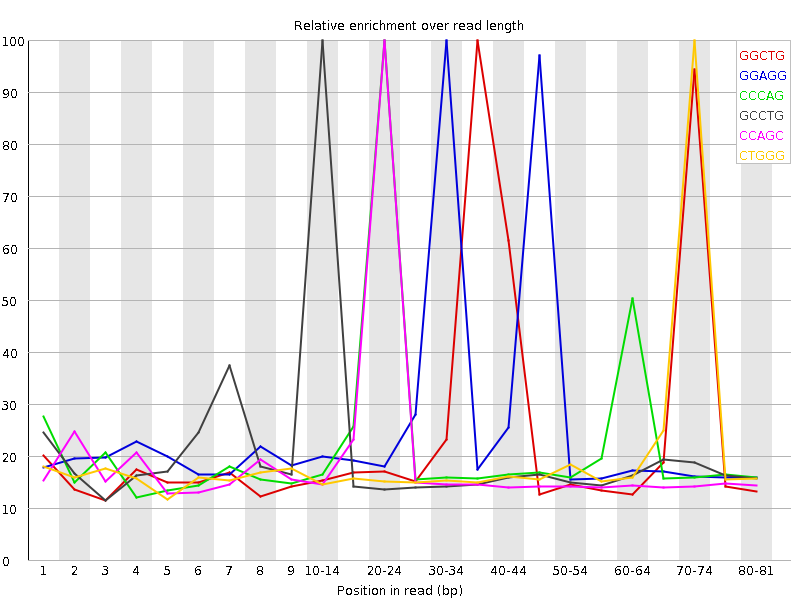 Relative enrichment over read length
100
90
80
70
60
50
40
30
20
10
0
GGCTG
GGAGG
CCCAG
GCCTG
CCAGC
CTGGG
1 2 3 4 5 6 7 8 9 10-14 20-24 30-34 40-44 50-54 60-64 70-74 80-81
Position in read (bp)